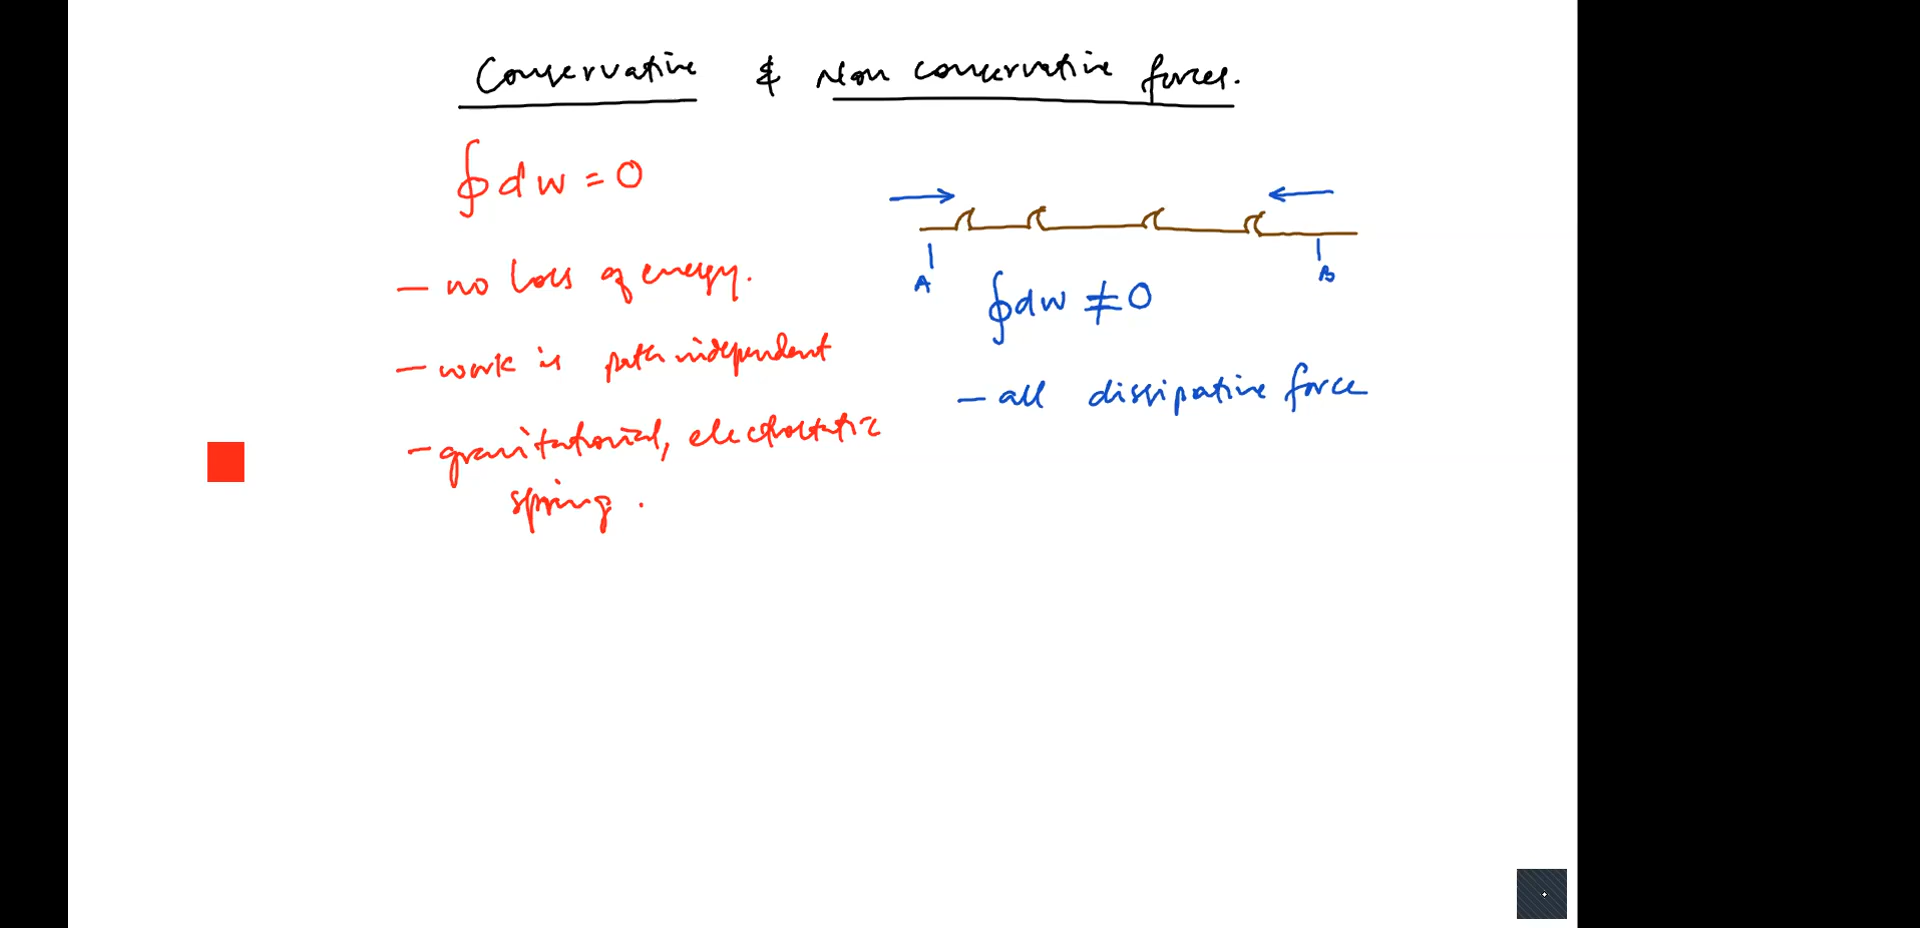 Conservative & Non conservative forces.
∮dw = 0
- no loss of energy.
- work is path independent
- gravitational, electrostatic
spring.
A
B
∮dw ≠ 0
- all dissipative force